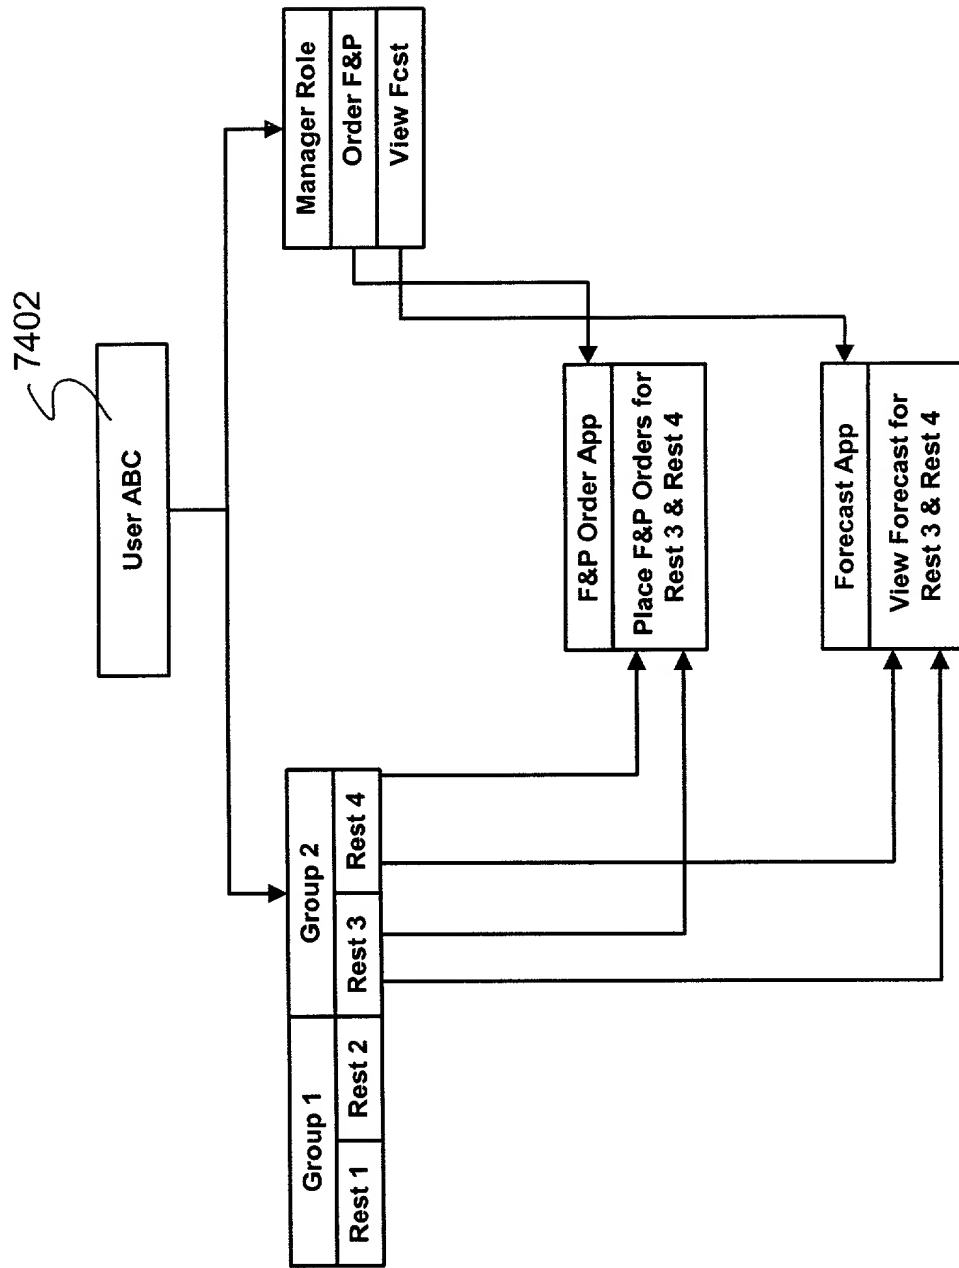 7402
User ABC
Group 1
Group 2
Rest 1
Rest 2
Rest 3
Rest 4
Manager Role
Order F&P
View Fcst
F&P Order App
Place F&P Orders for
Rest 3 & Rest 4
Forecast App
View Forecast for
Rest 3 & Rest 4